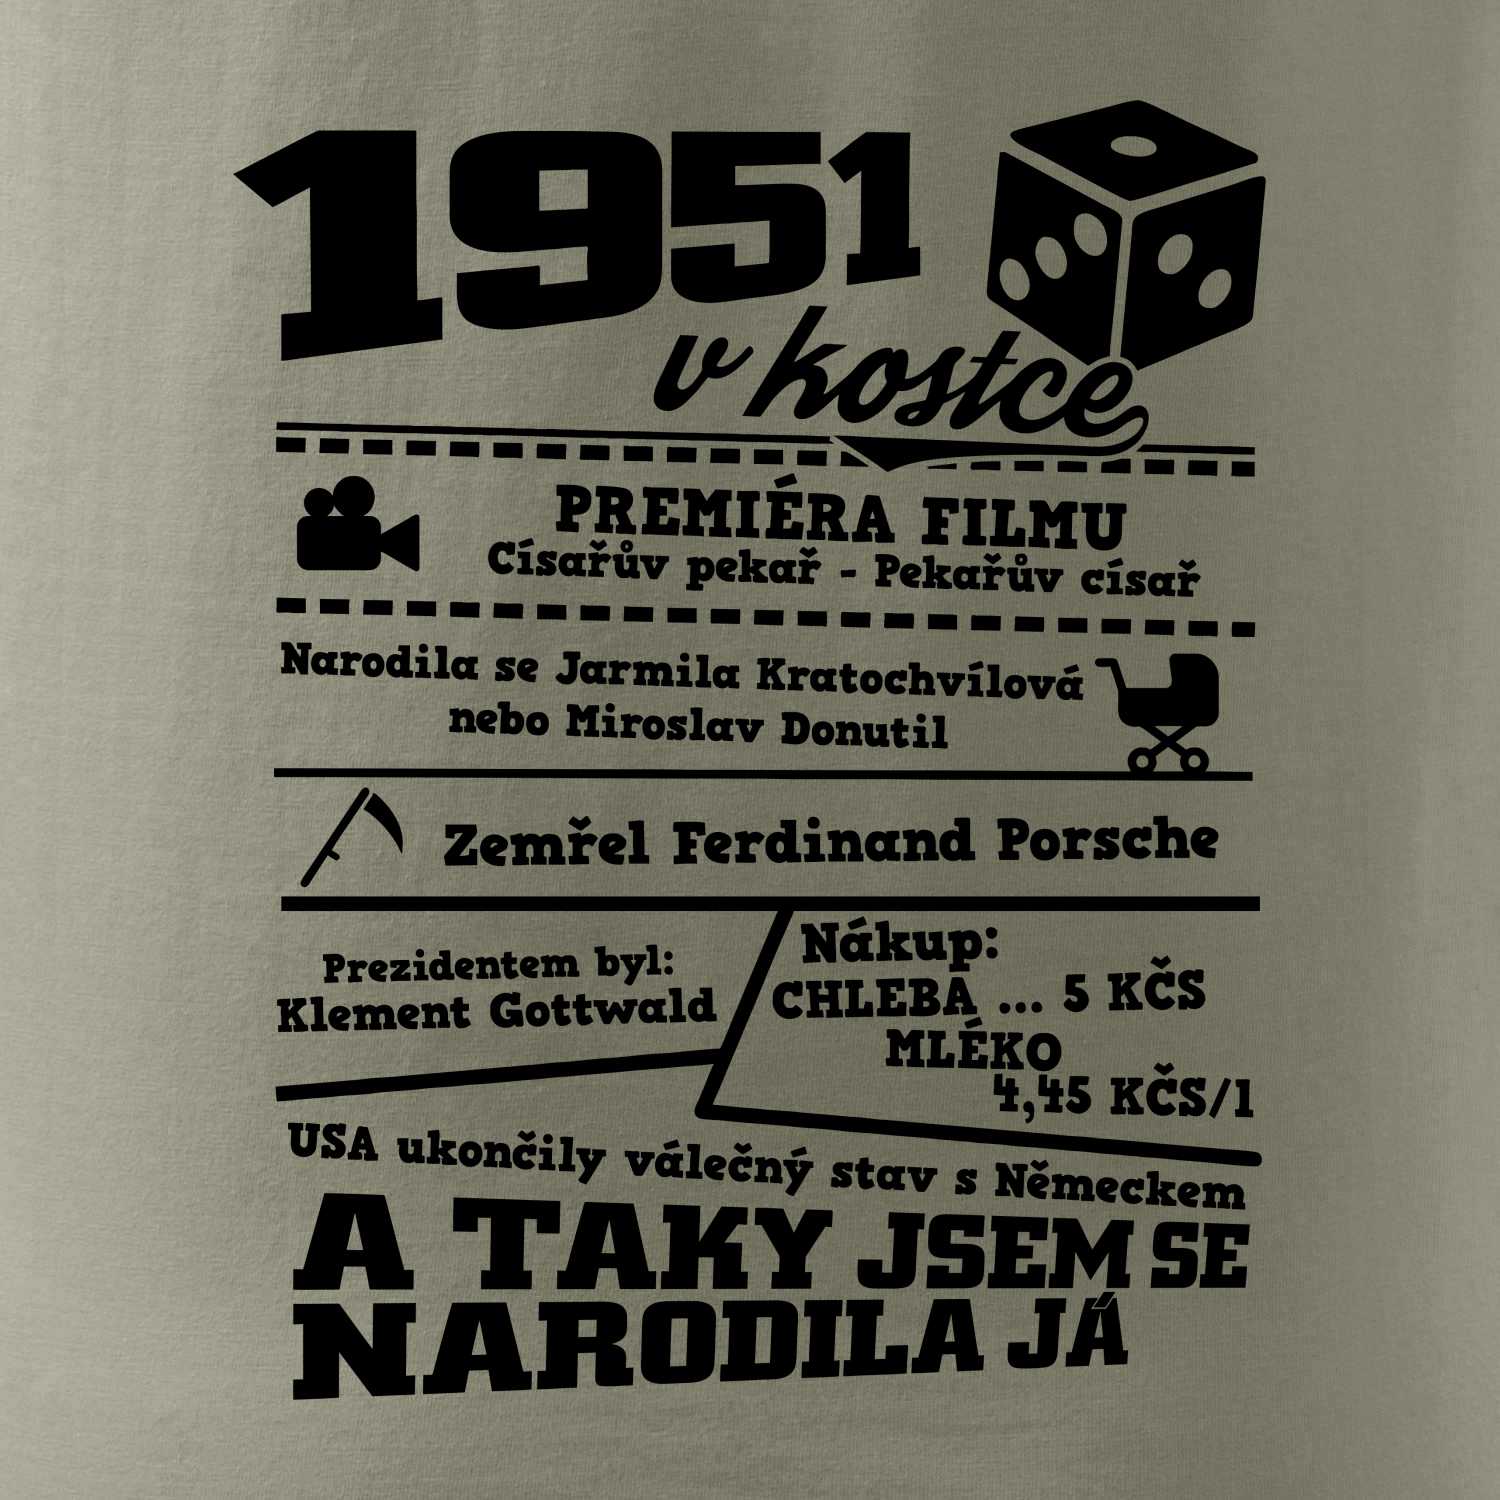 1951
v kostce
PREMIÉRA FILMU
Císařův pekař - Pekařův císař
Narodila se Jarmila Kratochvílová
nebo Miroslav Donutil
Zemřel Ferdinand Porsche
Prezidentem byl:
Klement Gottwald
Nákup:
CHLEBA ... 5 KČS
MLÉKO
4,45 KČS/l
USA ukončily válečný stav s Německem
A TAKY JSEM SE
NARODILA JÁ